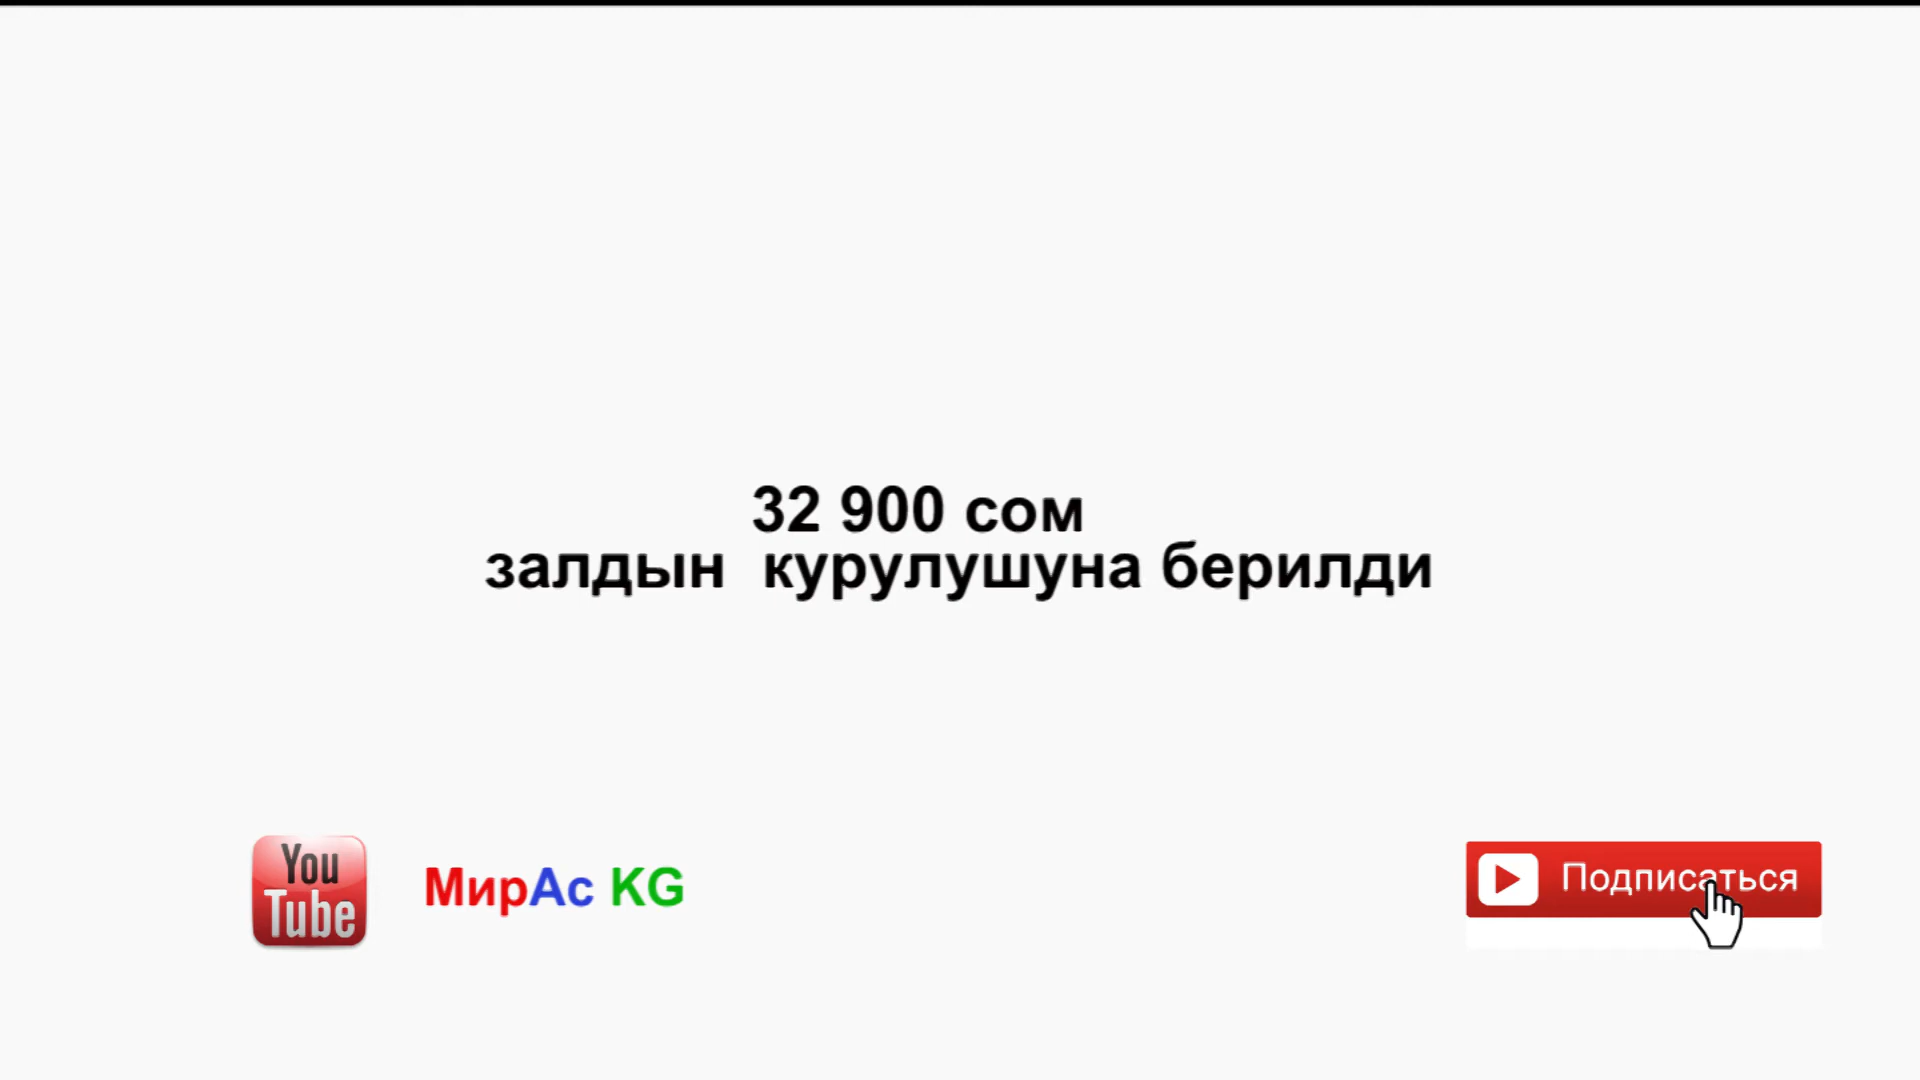 32 900 сом
залдын курулушуна берилди
You
Tube
МирАс KG
Подписаться